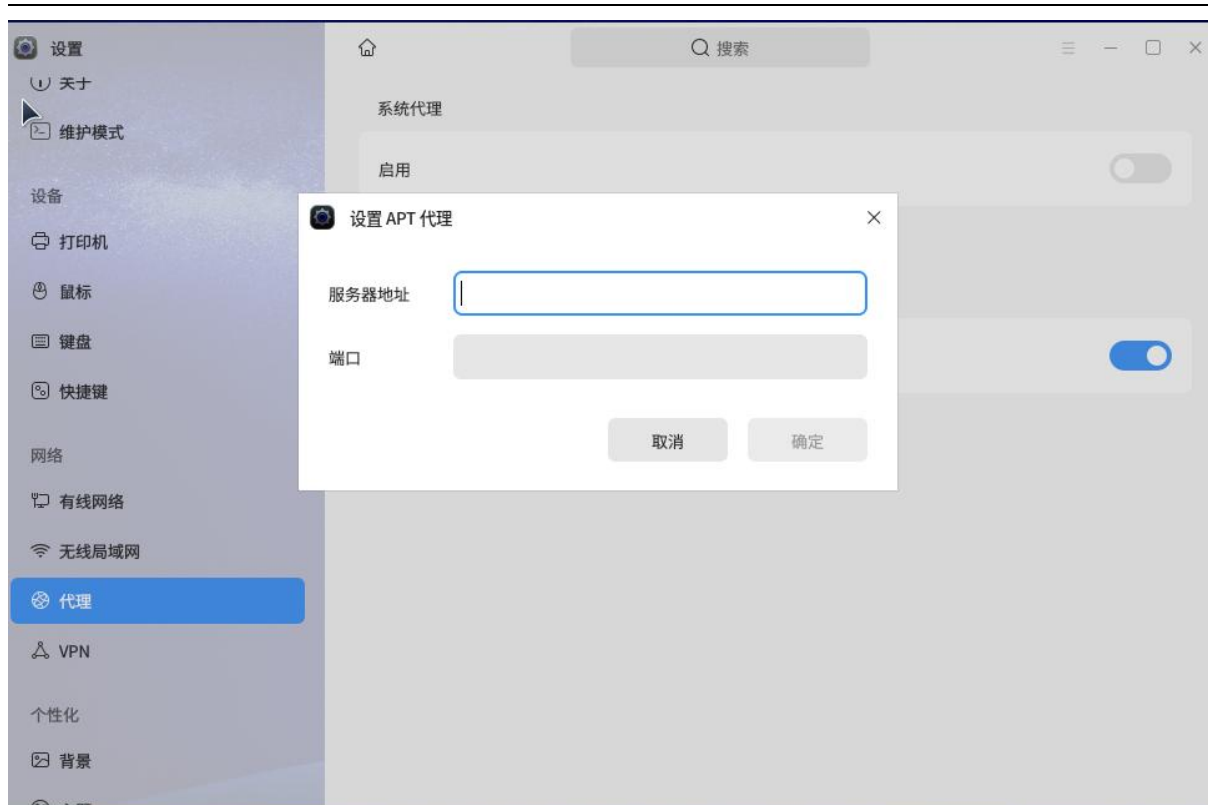 设置
搜索
维护模式
系统代理
启用
设备
打印机
鼠标
键盘
快捷键
网络
有线网络
无线局域网
代理
VPN
个性化
背景
设置 APT 代理
服务器地址
端口
取消
确定